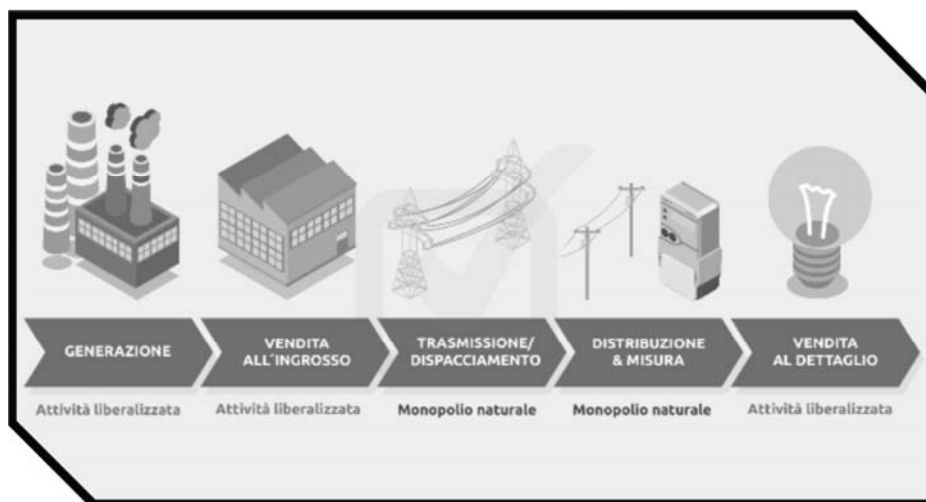 GENERAZIONE
VENDITA
ALL´INGROSSO
TRASMISSIONE/
DISPACCIAMENTO
DISTRIBUZIONE
& MISURA
VENDITA
AL DETTAGLIO
Attività liberalizzata
Attività liberalizzata
Monopolio naturale
Monopolio naturale
Attività liberalizzata